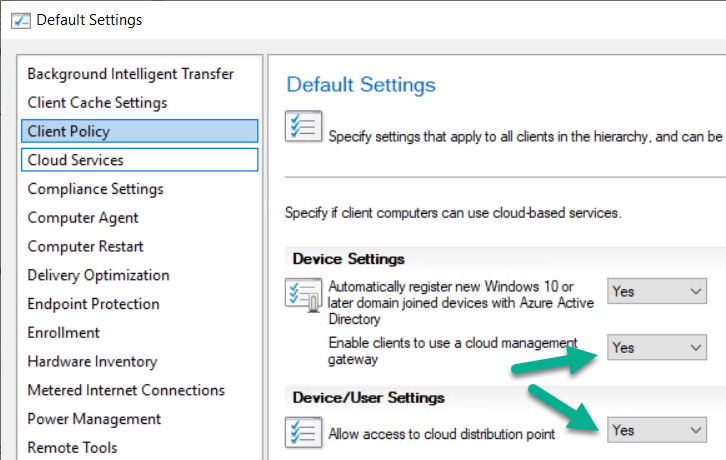 Default Settings
Background Intelligent Transfer
Client Cache Settings
Client Policy
Cloud Services
Compliance Settings
Computer Agent
Computer Restart
Delivery Optimization
Endpoint Protection
Enrollment
Hardware Inventory
Metered Internet Connections
Power Management
Remote Tools
Default Settings
Specify settings that apply to all clients in the hierarchy, and can be
Specify if client computers can use cloud-based services.
Device Settings
Automatically register new Windows 10 or
later domain joined devices with Azure Active
Directory
Yes
Enable clients to use a cloud management
gateway
Yes
Device/User Settings
Allow access to cloud distribution point
Yes